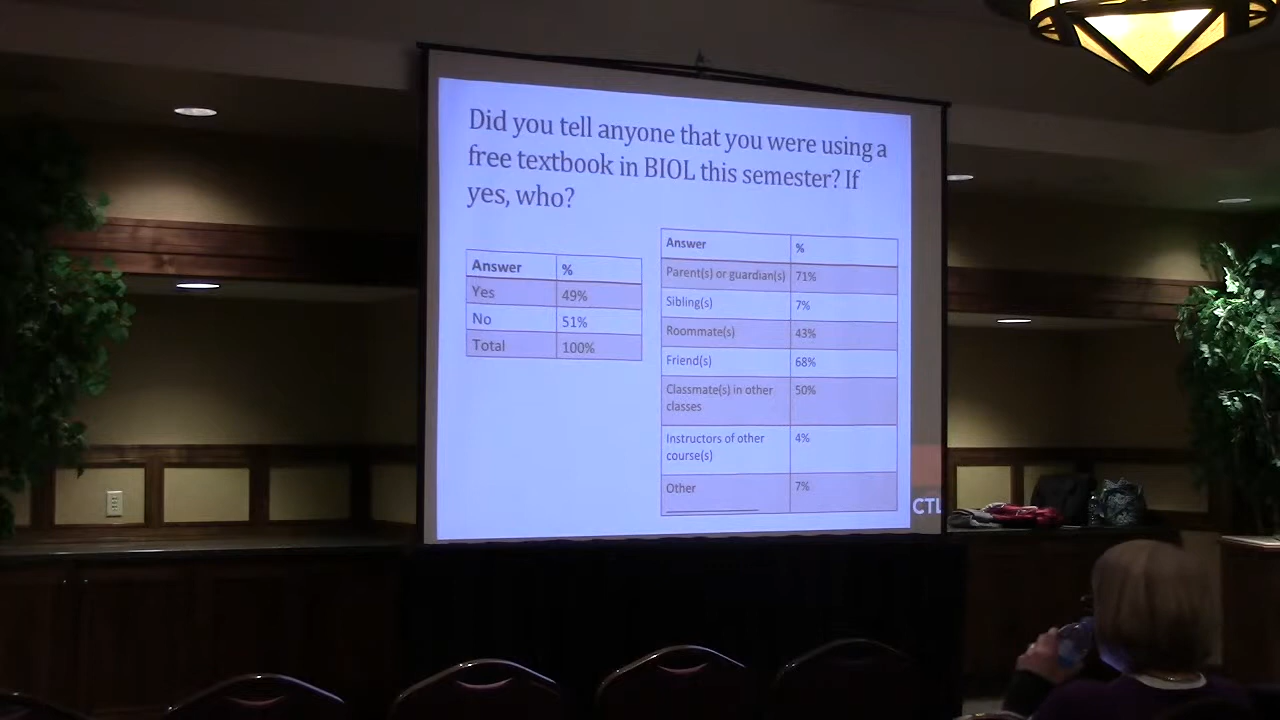 Did you tell anyone that you were using a
free textbook in BIOL this semester? If
yes, who?
Answer %
Yes 49%
No 51%
Total 100%
Answer %
Parent(s) or guardian(s) 71%
Sibling(s) 7%
Roommate(s) 43%
Friend(s) 68%
Classmate(s) in other 50%
classes
Instructors of other 4%
course(s)
Other 7%
CTL